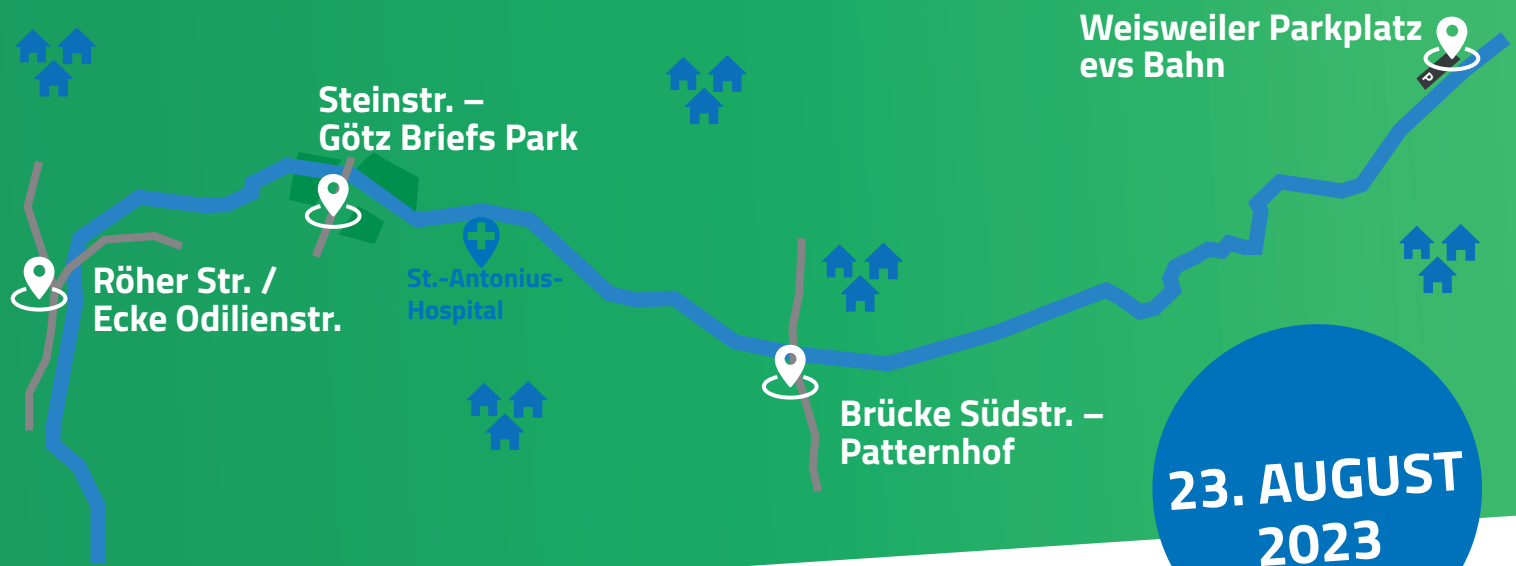 Weisweiler Parkplatz
evs Bahn
P
Steinstr. –
Götz Briefs Park
Röher Str. /
Ecke Odilienstr.
St.-Antonius-
Hospital
Brücke Südstr. –
Patternhof
23. AUGUST
2023